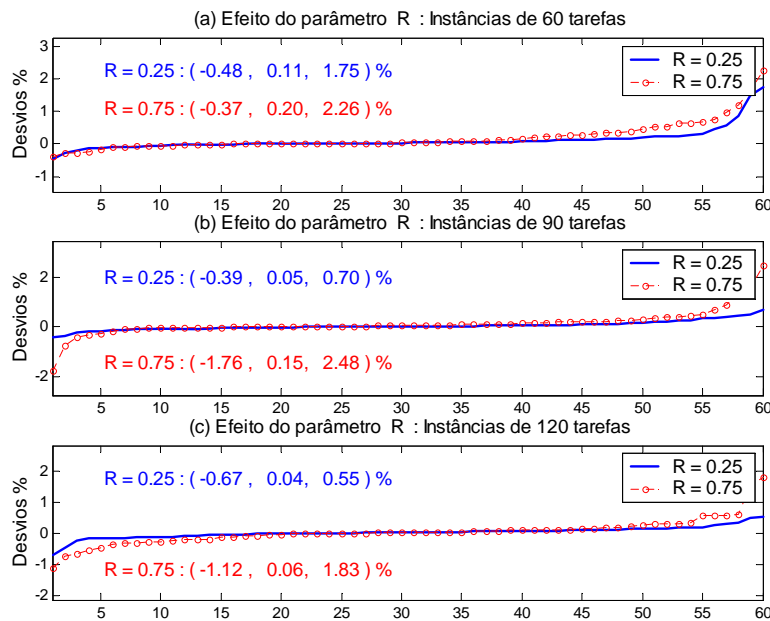 (a) Efeito do parâmetro R : Instâncias de 60 tarefas
3
2
1
0
-1
Desvios %
R = 0.25 : ( -0.48 , 0.11, 1.75 ) %
R = 0.75 : ( -0.37 , 0.20, 2.26 ) %
R = 0.25
R = 0.75
5 10 15 20 25 30 35 40 45 50 55 60
(b) Efeito do parâmetro R : Instâncias de 90 tarefas
2
0
-2
Desvios %
R = 0.25 : ( -0.39 , 0.05, 0.70 ) %
R = 0.75 : ( -1.76 , 0.15, 2.48 ) %
R = 0.25
R = 0.75
5 10 15 20 25 30 35 40 45 50 55 60
(c) Efeito do parâmetro R : Instâncias de 120 tarefas
2
1
0
-1
-2
Desvios %
R = 0.25 : ( -0.67 , 0.04, 0.55 ) %
R = 0.75 : ( -1.12 , 0.06, 1.83 ) %
R = 0.25
R = 0.75
5 10 15 20 25 30 35 40 45 50 55 60